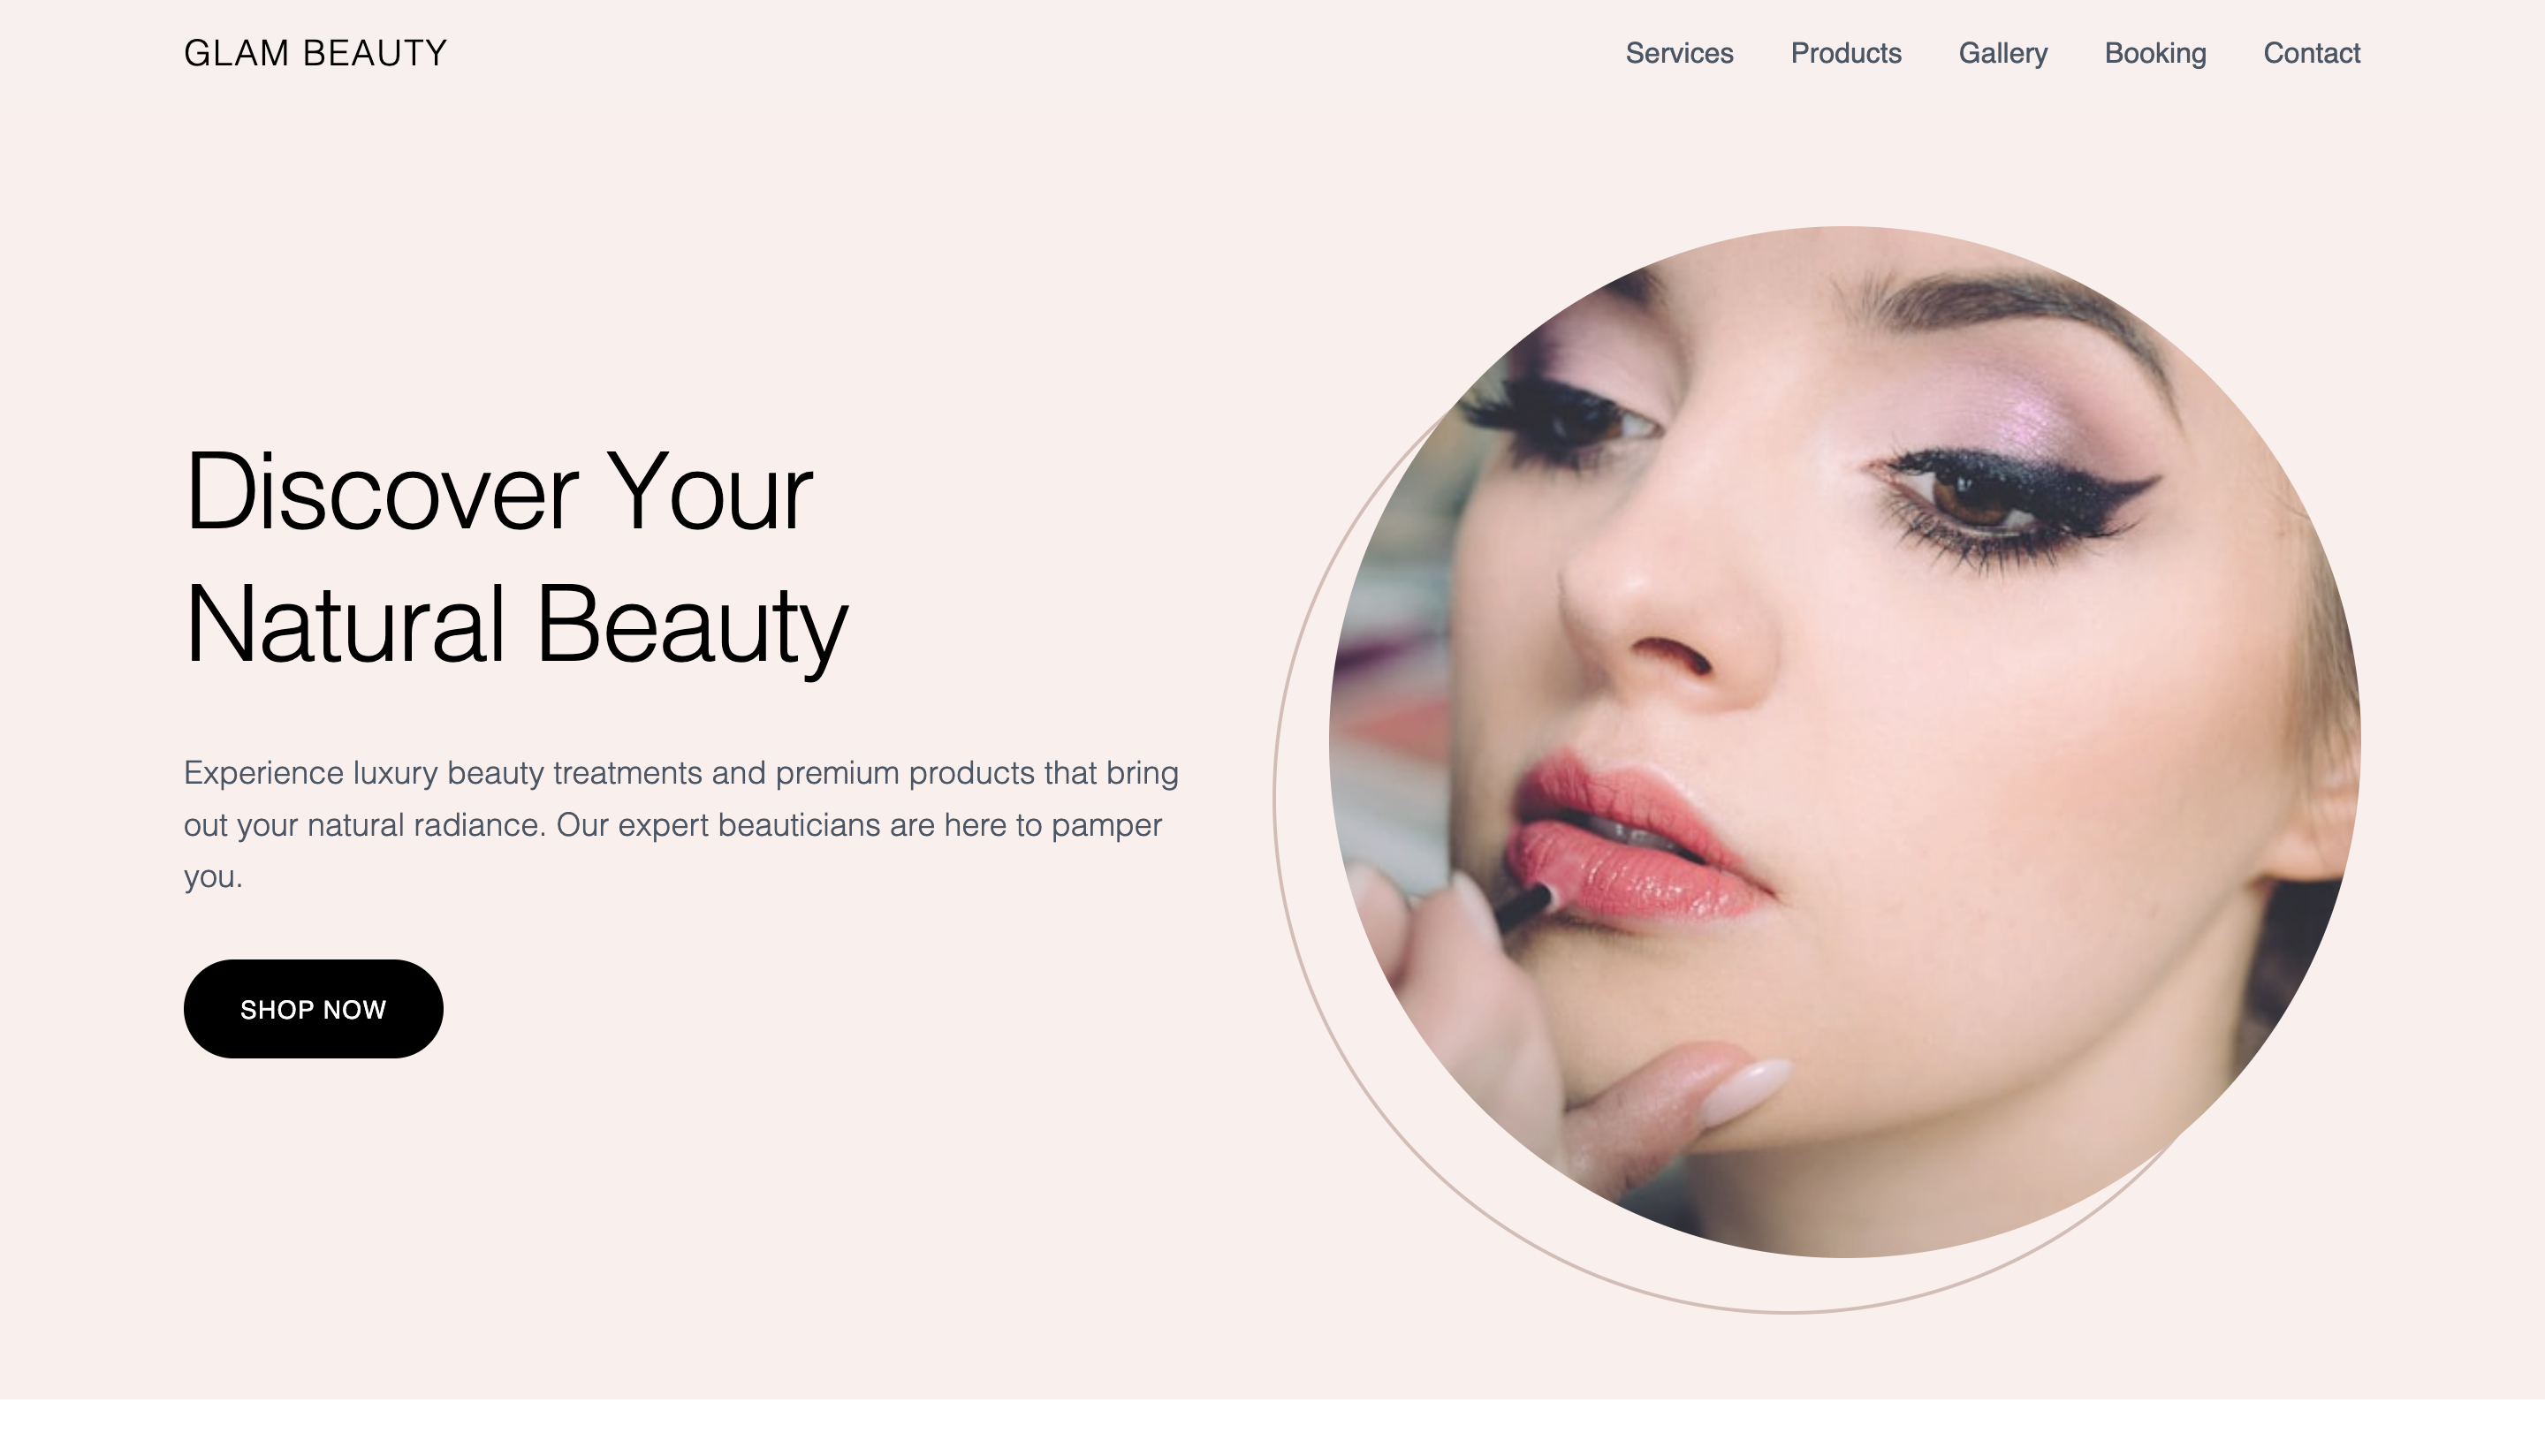 GLAM BEAUTY
Services Products Gallery Booking Contact
Discover Your
Natural Beauty
Experience luxury beauty treatments and premium products that bring
out your natural radiance. Our expert beauticians are here to pamper
you.
SHOP NOW